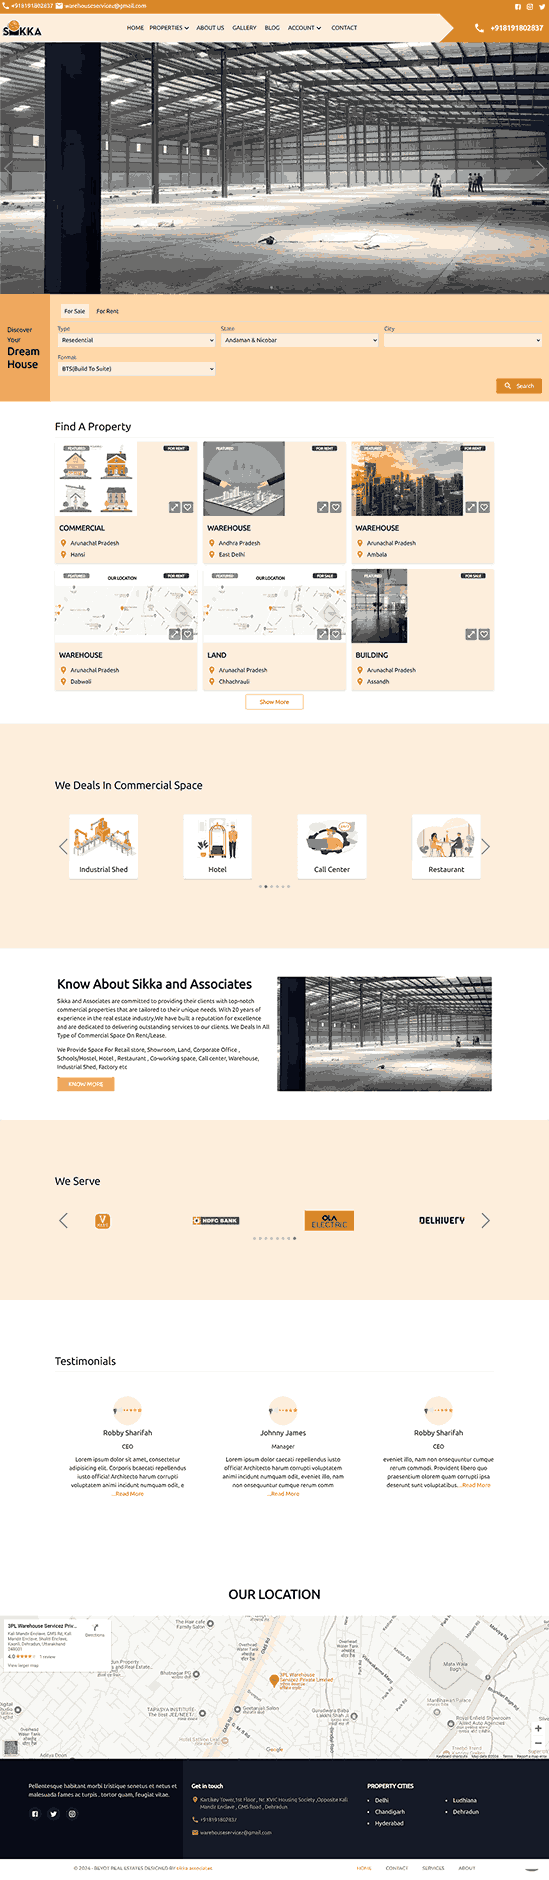 +918191802837 warehouseservices@gmail.com
SIKKA
HOME PROPERTIES ABOUT US GALLERY BLOG ACCOUNT CONTACT
+918191802837
Discover
Your
Dream
House
For Sale For Rent
Type State City
Resedential Andaman & Nicobar
Format
BTS(Build To Suite)
Search
Find A Property
FEATURED FOR RENT
COMMERCIAL
Arunachal Pradesh
Hansi
FEATURED FOR RENT
WAREHOUSE
Andhra Pradesh
East Delhi
FEATURED FOR RENT
WAREHOUSE
Arunachal Pradesh
Ambala
FEATURED FOR RENT
WAREHOUSE
Arunachal Pradesh
Dabwali
FEATURED OUR LOCATION FOR SALE
LAND
Arunachal Pradesh
Chhachrauli
FEATURED FOR SALE
BUILDING
Arunachal Pradesh
Assandh
Show More
We Deals In Commercial Space
Industrial Shed Hotel Call Center Restaurant
Know About Sikka and Associates
Sikka and Associates are committed to providing their clients with top-notch
commercial properties that are tailored to their unique needs. With 20 years of
experience in the real estate industry,We have built a reputation for excellence
and are dedicated to delivering outstanding services to our clients. We Deals In All
Type of Commercial Space On Rent/Lease.
We Provide Space For Retail store, Showroom, Land, Corporate Office ,
Schools/Hostel, Hotel , Restaurant , Co-working space, Call center, Warehouse,
Industrial Shed, Factory etc
KNOW MORE
We Serve
HDFC BANK
OLA
ELECTRIC
DELHIVERY
Testimonials
Robby Sharifah
CEO
Lorem ipsum dolor sit amet, consectetur
adipisicing elit. Corporis bcaecati repellendus
iusto officia! Architecto harum corrupti
animi incidunt numquam odit, e
...Read More
Johnny James
Manager
Lorem ipsum dolor caecati repellendus iusto
officia! Architecto harum corrupti voluptatem
animi incidunt numquam odit, eveniet illo, nam
non onsequuntur cumque rerum comm
...Read More
Robby Sharifah
CEO
eveniet illo, nam non onsequuntur cumque
rerum commodi. Provident libero quo
praesentium olorem quam corrupti ipsa
deserunt sunt voluptatibus...Read More
OUR LOCATION
3PL Warehouse Servicez Priv...
Directions
4.0 1 review
View larger map
3PL Warehouse
Servicez Private Limited
TAPASYA INSTITUTE
Google
Pellentesque habitant morbi tristique senectus et netus et
malesuada fames ac turpis , tortor quam, feugiat vitae.
Get in touch
Kartikey Tower,1st Floor , Nr. KVIC Housing Society ,Opposite Kali
Mandir Enclave , GMS Road , Dehradun
+918191802837
warehouseservicez@gmail.com
PROPERTY CITIES
Delhi
Chandigarh
Hyderabad
Ludhiana
Dehradun
HOME CONTACT SERVICES ABOUT